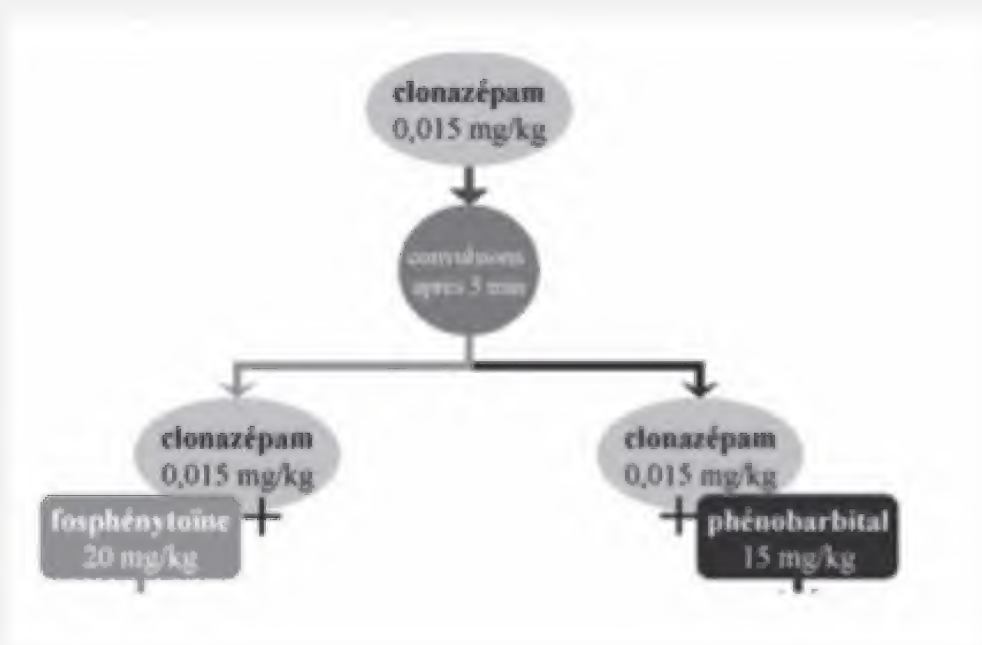 clonazépam
0,015 mg/kg
convulsions
après 5 min
clonazépam
0,015 mg/kg
+
fosphénytoïne
20 mg/kg
clonazépam
0,015 mg/kg
+
phénobarbital
15 mg/kg